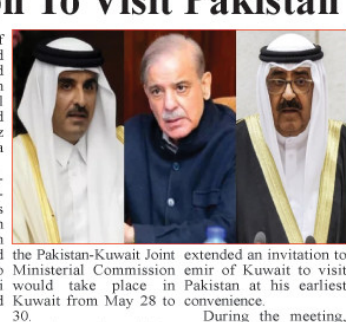 n To Visit Pakistan
the Pakistan-Kuwait Joint
Ministerial Commission
would take place in
Kuwait from May 28 to
30.
extended an invitation to
emir of Kuwait to visit
Pakistan at his earliest
convenience.
During the meeting,